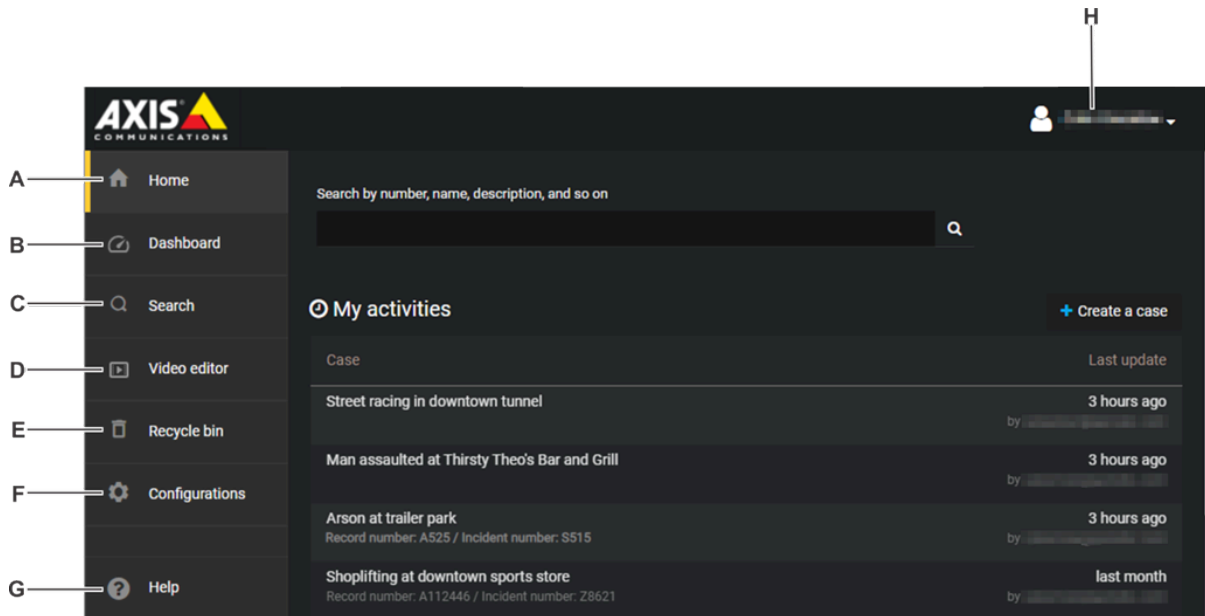 H
AXIS
COMMUNICATIONS
A
Home
B
Dashboard
C
Search
D
Video editor
E
Recycle bin
F
Configurations
G
Help
Search by number, name, description, and so on
My activities
+ Create a case
Case Last update
Street racing in downtown tunnel 3 hours ago
by
Man assaulted at Thirsty Theo's Bar and Grill 3 hours ago
by
Arson at trailer park 3 hours ago
Record number: A525 / Incident number: S515 by
Shoplifting at downtown sports store last month
Record number: A112446 / Incident number: Z8621 by